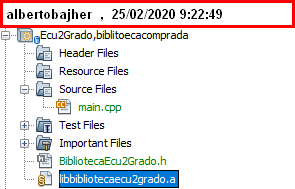 albertobajher , 25/02/2020 9:22:49
Ecu2Grado,biblitoecacomprada
Header Files
Resource Files
Source Files
main.cpp
Test Files
Important Files
BibliotecaEcu2Grado.h
libbibliotecaecu2grado.a